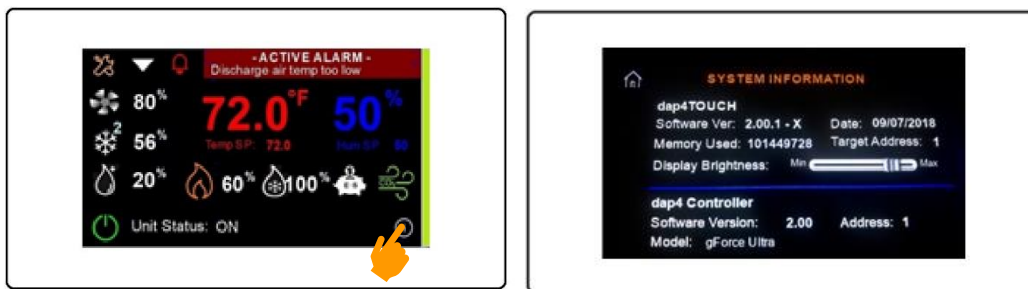 - ACTIVE ALARM -
Discharge air temp too low
80%
72.0°F
50%
2
56%
Temp SP: 72.0
Hum SP: 50
20%
60%
100%
CO₂
Unit Status: ON
SYSTEM INFORMATION
dap4TOUCH
Software Ver: 2.00.1 - X Date: 09/07/2018
Memory Used: 101449728 Target Address: 1
Display Brightness: Min Max
dap4 Controller
Software Version: 2.00 Address: 1
Model: gForce Ultra